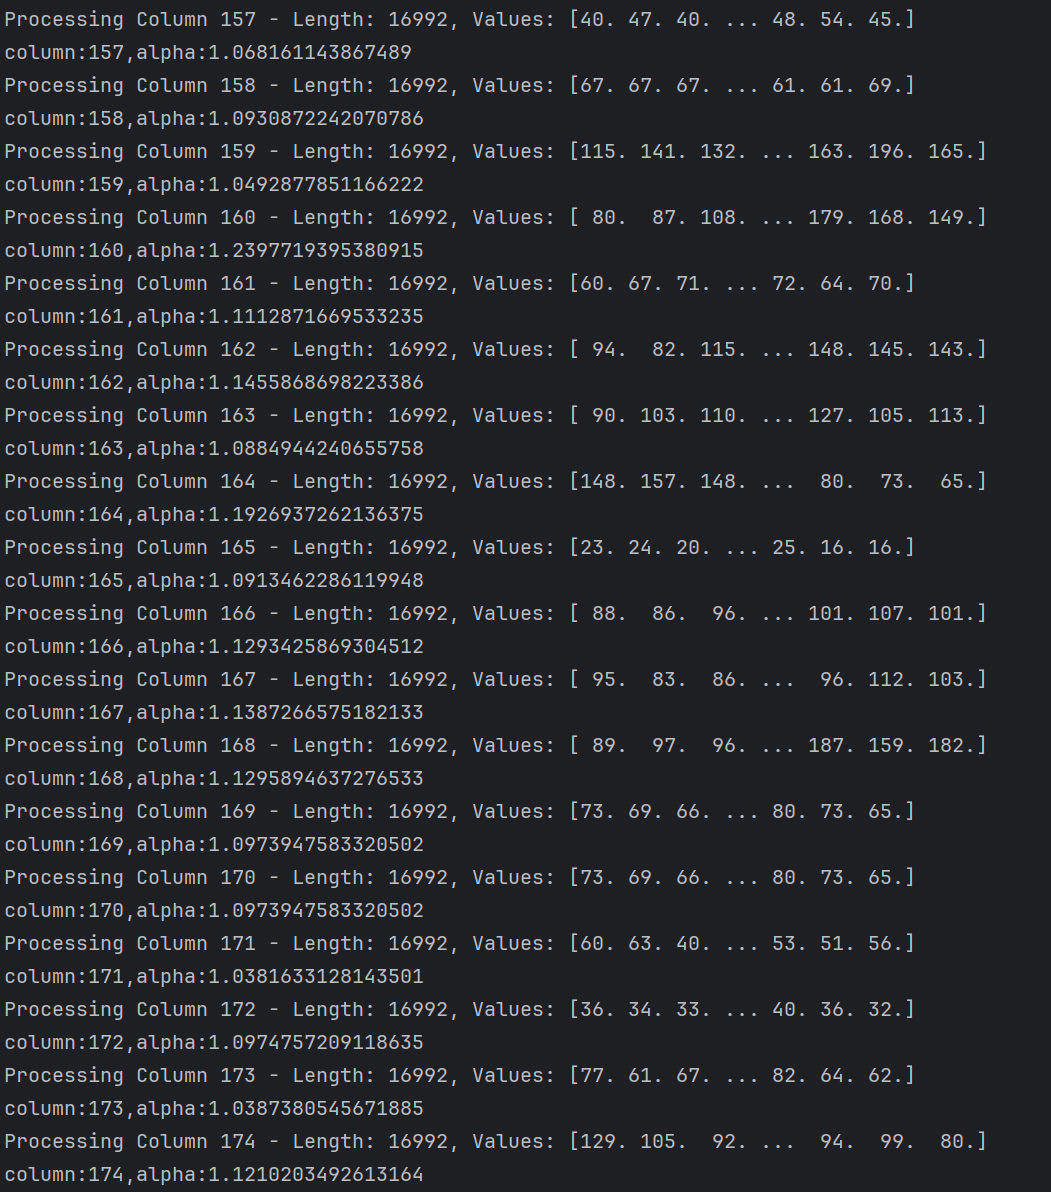 Processing Column 157 - Length: 16992, Values: [40. 47. 40. ... 48. 54. 45.]
column:157,alpha:1.068161143867489
Processing Column 158 - Length: 16992, Values: [67. 67. 67. ... 61. 61. 69.]
column:158,alpha:1.0930872242070786
Processing Column 159 - Length: 16992, Values: [115. 141. 132. ... 163. 196. 165.]
column:159,alpha:1.0492877851166222
Processing Column 160 - Length: 16992, Values: [ 80.  87. 108. ... 179. 168. 149.]
column:160,alpha:1.2397719395380915
Processing Column 161 - Length: 16992, Values: [60. 67. 71. ... 72. 64. 70.]
column:161,alpha:1.1112871669533235
Processing Column 162 - Length: 16992, Values: [ 94.  82. 115. ... 148. 145. 143.]
column:162,alpha:1.1455868698223386
Processing Column 163 - Length: 16992, Values: [ 90. 103. 110. ... 127. 105. 113.]
column:163,alpha:1.0884944240655758
Processing Column 164 - Length: 16992, Values: [148. 157. 148. ...  80.  73.  65.]
column:164,alpha:1.1926937262136375
Processing Column 165 - Length: 16992, Values: [23. 24. 20. ... 25. 16. 16.]
column:165,alpha:1.0913462286119948
Processing Column 166 - Length: 16992, Values: [ 88.  86.  96. ... 101. 107. 101.]
column:166,alpha:1.1293425869304512
Processing Column 167 - Length: 16992, Values: [ 95.  83.  86. ...  96. 112. 103.]
column:167,alpha:1.1387266575182133
Processing Column 168 - Length: 16992, Values: [ 89.  97.  96. ... 187. 159. 182.]
column:168,alpha:1.1295894637276533
Processing Column 169 - Length: 16992, Values: [73. 69. 66. ... 80. 73. 65.]
column:169,alpha:1.0973947583320502
Processing Column 170 - Length: 16992, Values: [73. 69. 66. ... 80. 73. 65.]
column:170,alpha:1.0973947583320502
Processing Column 171 - Length: 16992, Values: [60. 63. 40. ... 53. 51. 56.]
column:171,alpha:1.0381633128143501
Processing Column 172 - Length: 16992, Values: [36. 34. 33. ... 40. 36. 32.]
column:172,alpha:1.0974757209118635
Processing Column 173 - Length: 16992, Values: [77. 61. 67. ... 82. 64. 62.]
column:173,alpha:1.0387380545671885
Processing Column 174 - Length: 16992, Values: [129. 105.  92. ...  94.  99.  80.]
column:174,alpha:1.1210203492613164